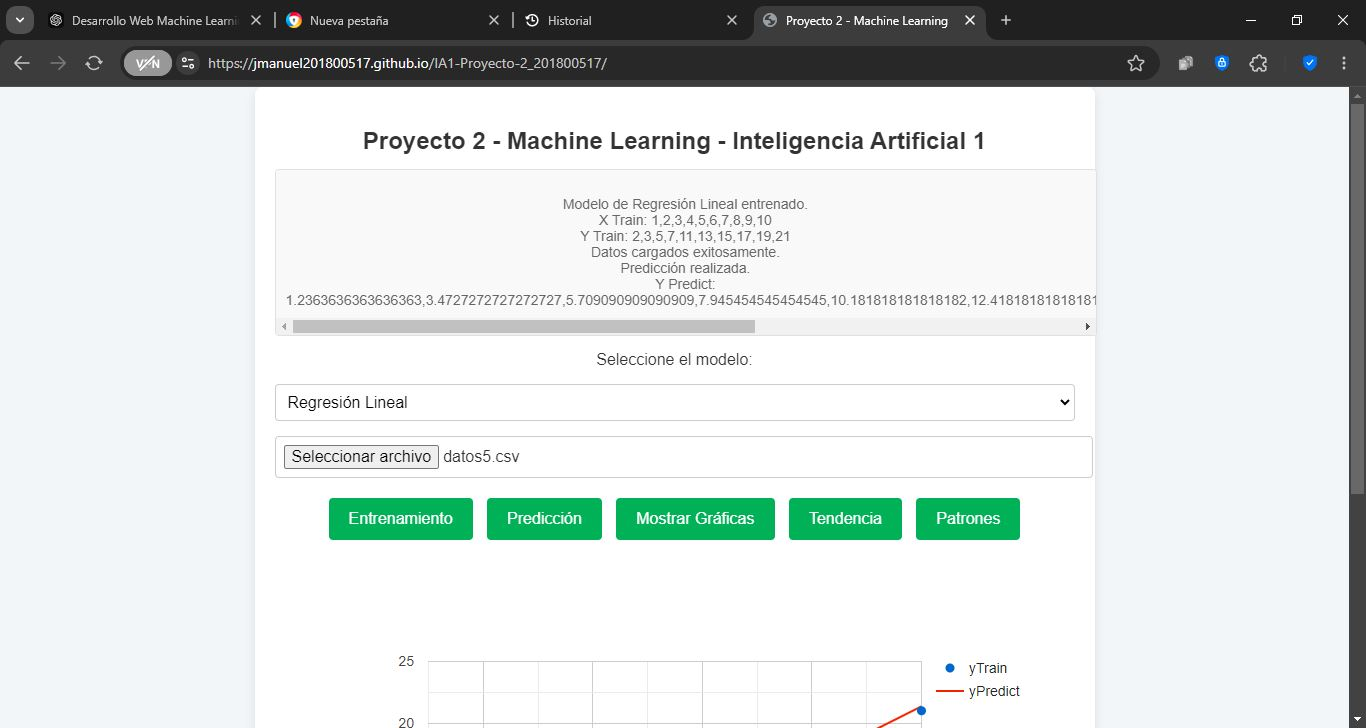 Desarrollo Web Machine Learni
Nueva pestaña
Historial
Proyecto 2 - Machine Learning
VPN
https://jmanuel201800517.github.io/IA1-Proyecto-2_201800517/
Proyecto 2 - Machine Learning - Inteligencia Artificial 1
Modelo de Regresión Lineal entrenado.
X Train: 1,2,3,4,5,6,7,8,9,10
Y Train: 2,3,5,7,11,13,15,17,19,21
Datos cargados exitosamente.
Predicción realizada.
Y Predict:
1.2363636363636363,3.4727272727272727,5.709090909090909,7.945454545454545,10.181818181818182,12.418181818181818
Seleccione el modelo:
Regresión Lineal
Seleccionar archivo datos5.csv
Entrenamiento
Predicción
Mostrar Gráficas
Tendencia
Patrones
25
yTrain
yPredict
20